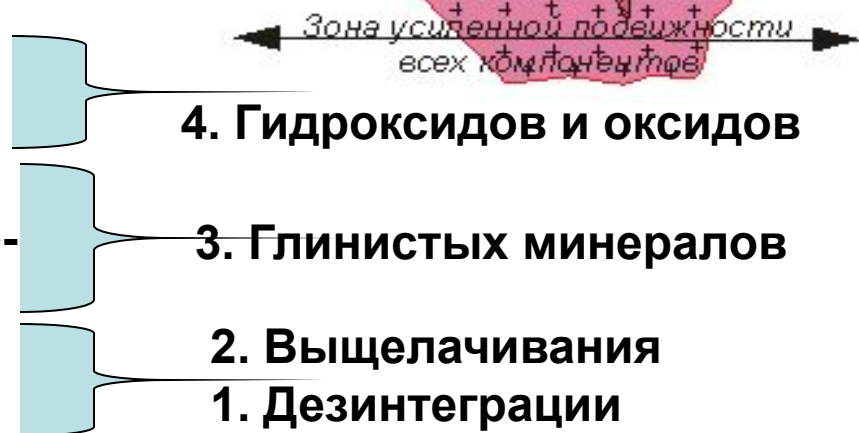 Зона усиленной подвижности
всех компонентов
4. Гидроксидов и оксидов
- 3. Глинистых минералов
2. Выщелачивания
1. Дезинтеграции